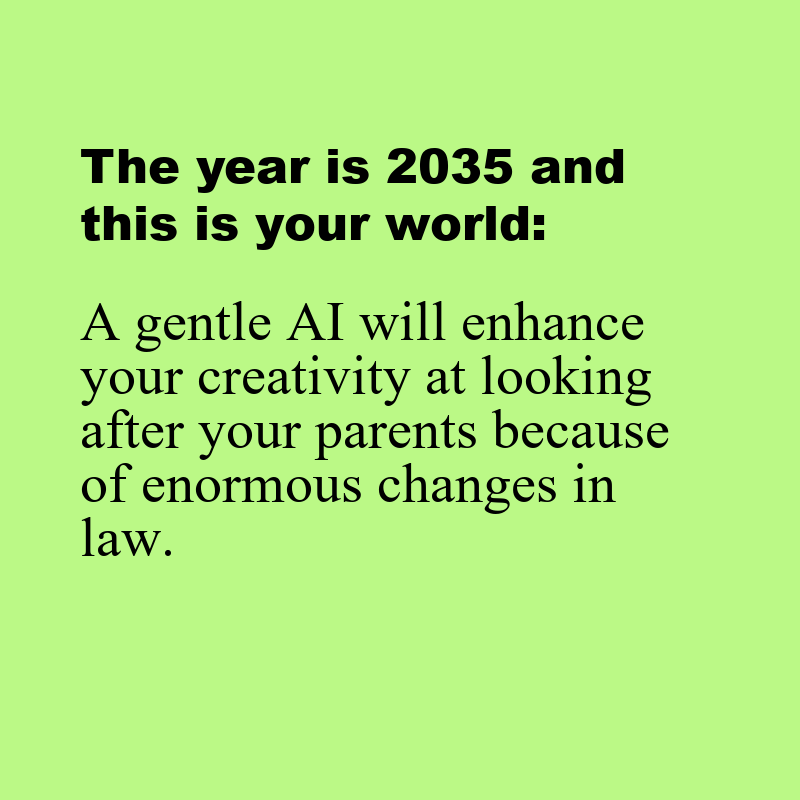 The year is 2035 and
this is your world:
A gentle AI will enhance
your creativity at looking
after your parents because
of enormous changes in
law.